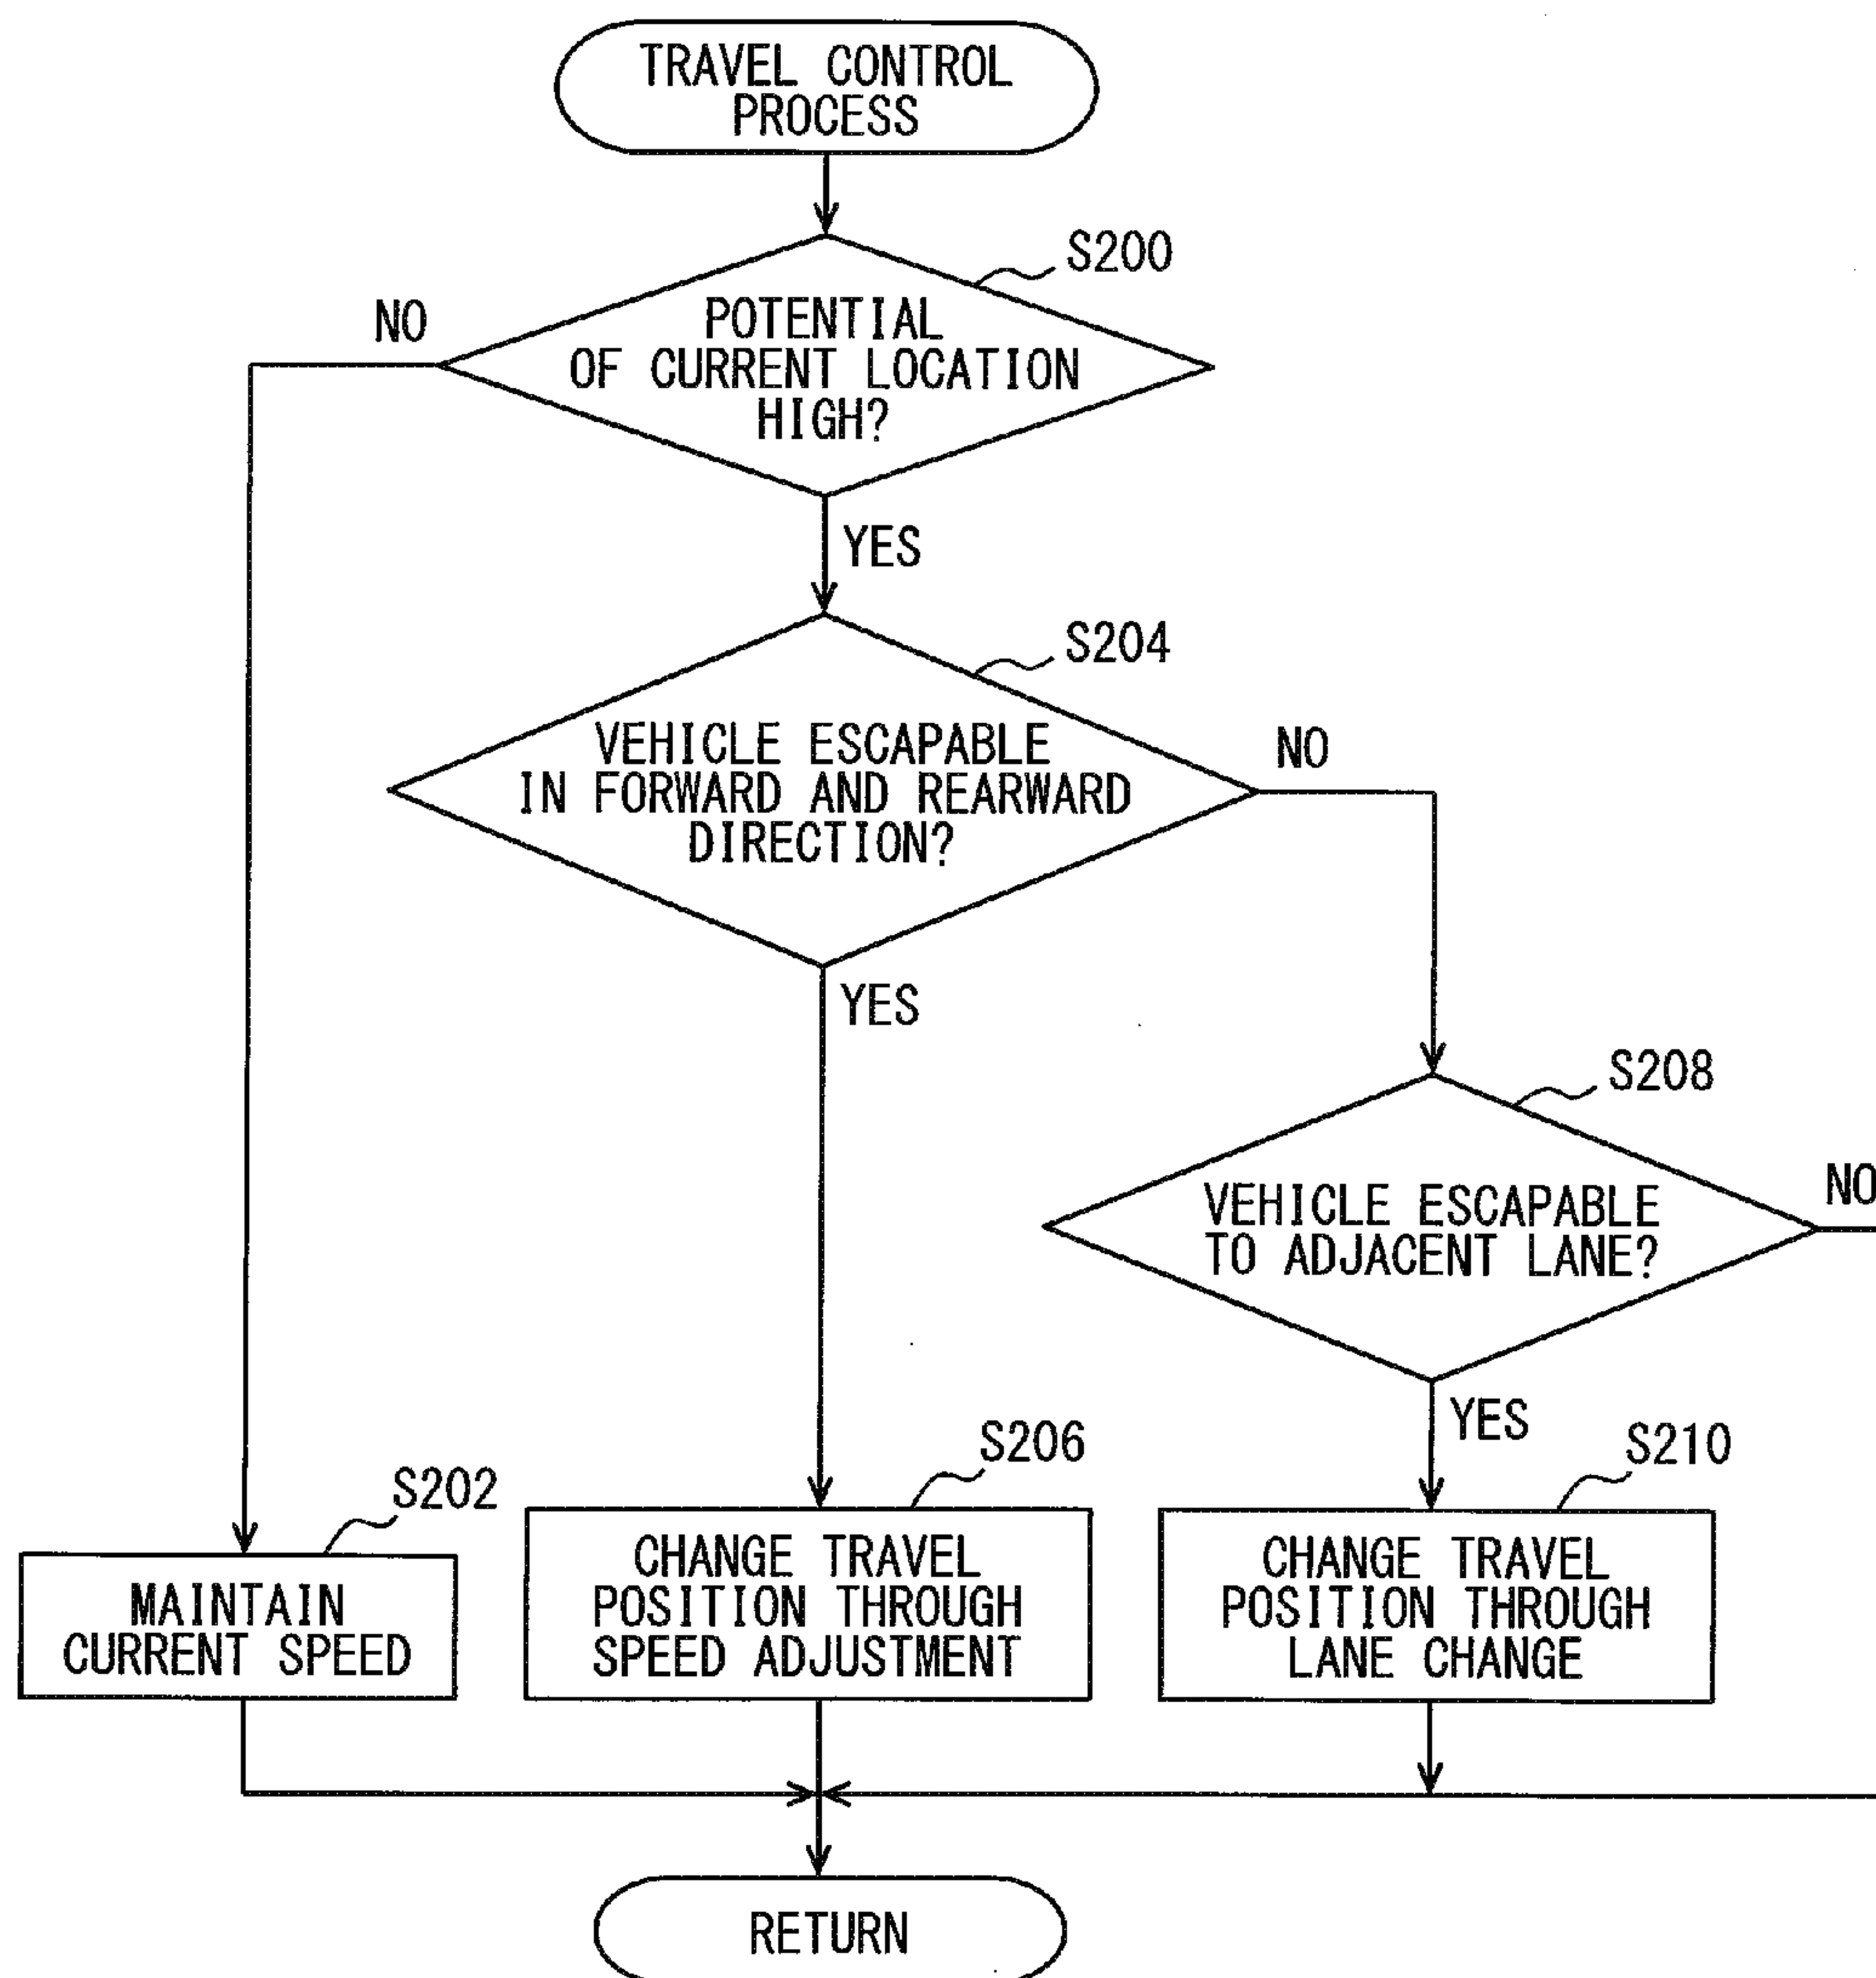 TRAVEL CONTROL
PROCESS
S200
NO
POTENTIAL
OF CURRENT LOCATION
HIGH?
YES
S204
VEHICLE ESCAPABLE
IN FORWARD AND REARWARD
DIRECTION?
NO
YES
S208
VEHICLE ESCAPABLE
TO ADJACENT LANE?
NO
YES
S202
MAINTAIN
CURRENT SPEED
S206
CHANGE TRAVEL
POSITION THROUGH
SPEED ADJUSTMENT
S210
CHANGE TRAVEL
POSITION THROUGH
LANE CHANGE
RETURN